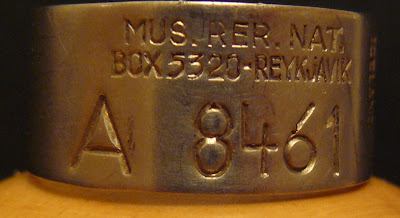 MUS. RER. NAT.
BOX 5320·REYKJAVIK
A 8461